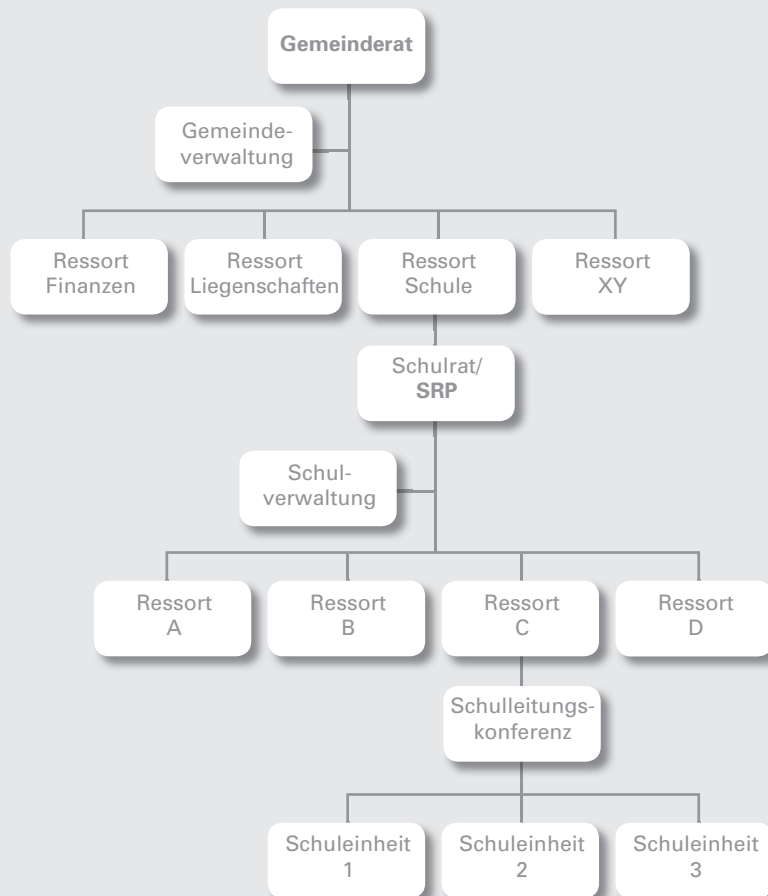 Gemeinderat
Gemeinde-
verwaltung
Ressort
Finanzen
Ressort
Liegenschaften
Ressort
Schule
Ressort
XY
Schulrat/
SRP
Schul-
verwaltung
Ressort
A
Ressort
B
Ressort
C
Ressort
D
Schulleitungs-
konferenz
Schuleinheit
1
Schuleinheit
2
Schuleinheit
3